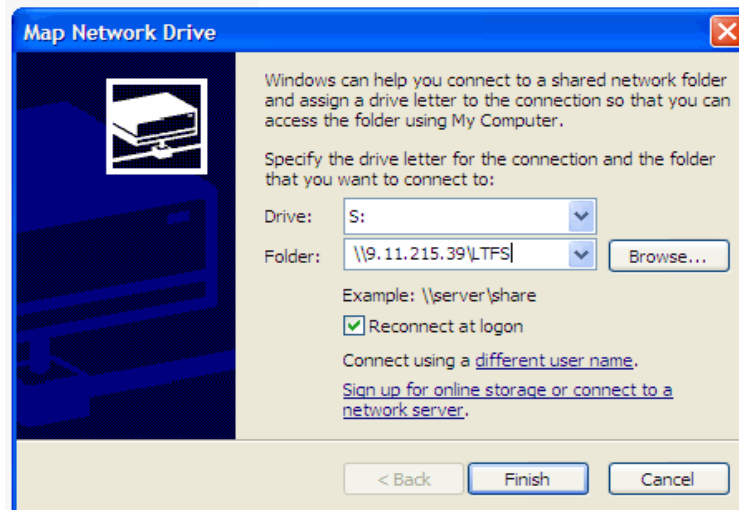 Map Network Drive
Windows can help you connect to a shared network folder
and assign a drive letter to the connection so that you can
access the folder using My Computer.
Specify the drive letter for the connection and the folder
that you want to connect to:
Drive: S:
Folder: \\9.11.215.39\LTFS Browse...
Example: \\server\share
Reconnect at logon
Connect using a different user name.
Sign up for online storage or connect to a
network server.
< Back Finish Cancel